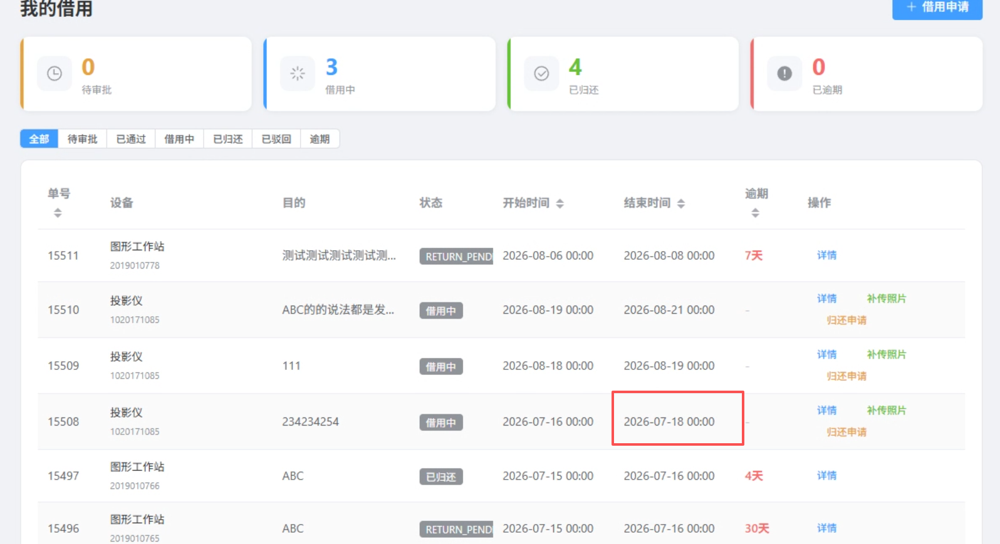 我的借用
+ 借用申请
0
待审批
3
借用中
4
已归还
0
已逾期
全部 待审批 已通过 借用中 已归还 已驳回 逾期
单号 设备 目的 状态 开始时间 结束时间 逾期 操作
15511 图形工作站 测试测试测试测试测... RETURN_PEND 2026-08-06 00:00 2026-08-08 00:00 7天 详情
2019010778
15510 投影仪 ABC的的说法都是发... 借用中 2026-08-19 00:00 2026-08-21 00:00 - 详情 补传照片
1020171085 归还申请
15509 投影仪 111 借用中 2026-08-18 00:00 2026-08-19 00:00 - 详情 补传照片
1020171085 归还申请
15508 投影仪 234234254 借用中 2026-07-16 00:00 2026-07-18 00:00 - 详情 补传照片
1020171085 归还申请
15497 图形工作站 ABC 已归还 2026-07-15 00:00 2026-07-16 00:00 4天 详情
2019010766
15496 图形工作站 ABC RETURN_PEND 2026-07-15 00:00 2026-07-16 00:00 30天 详情
2019010765